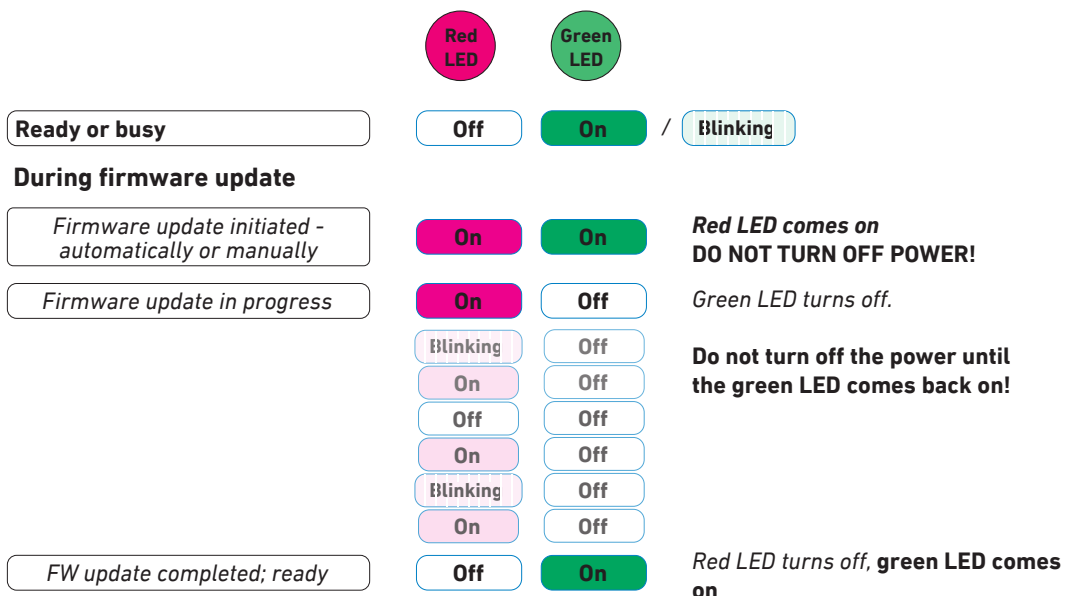 Red LED
Green LED
Ready or busy Off On / Blinking
During firmware update
Firmware update initiated -
automatically or manually
On On
Red LED comes on
DO NOT TURN OFF POWER!
Firmware update in progress On Off Green LED turns off.
Blinking Off
Do not turn off the power until
the green LED comes back on!
On Off
Off Off
On Off
Blinking Off
On Off
FW update completed; ready Off On Red LED turns off, green LED comes
on